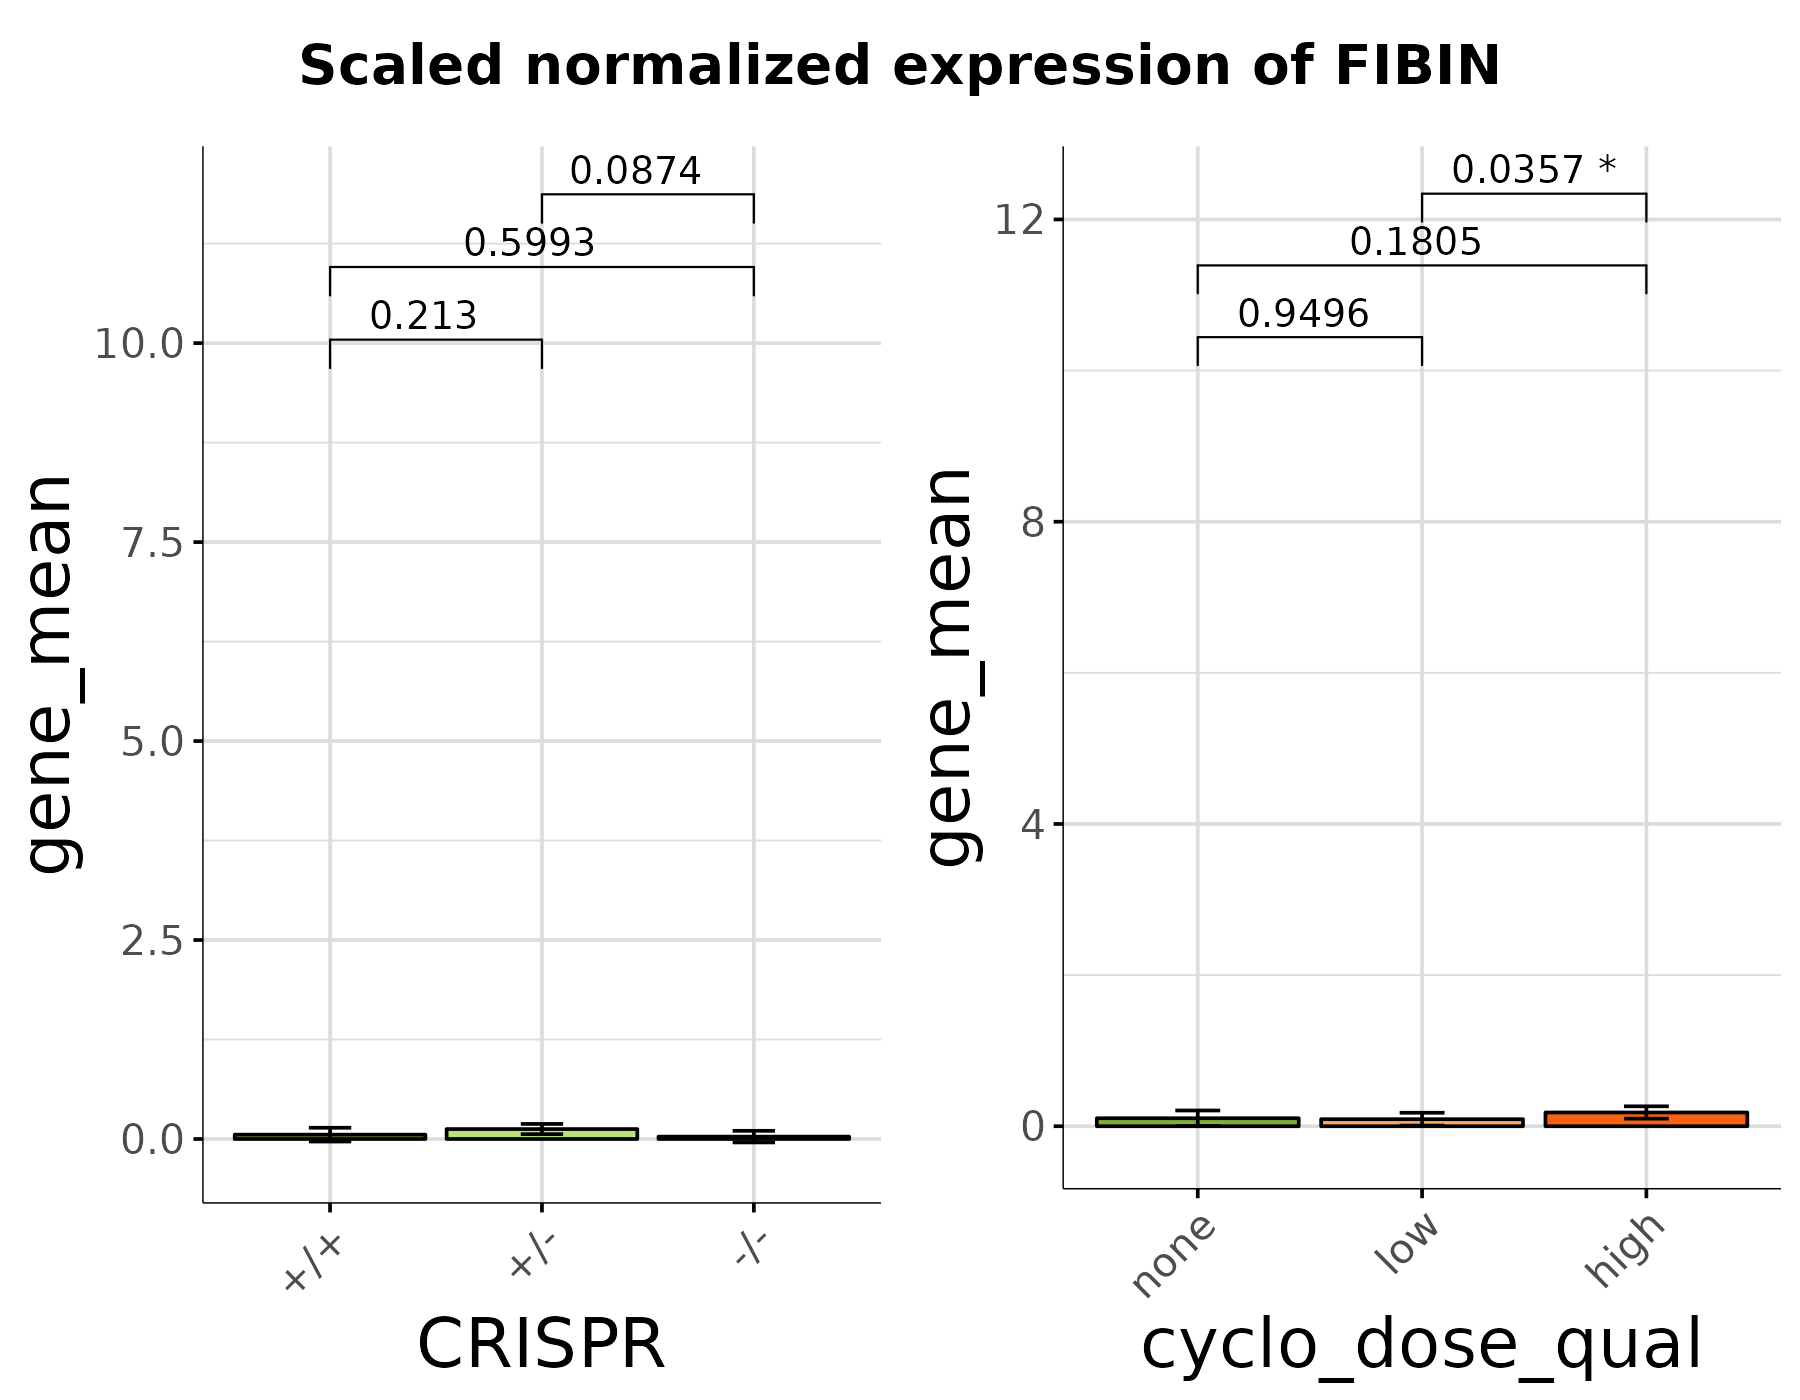 Scaled normalized expression of FIBIN
gene_mean
10.0
7.5
5.0
2.5
0.0
0.0874
0.5993
0.213
+/+
+/-
-/-
CRISPR
gene_mean
12
8
4
0
0.0357 *
0.1805
0.9496
none
low
high
cyclo_dose_qual